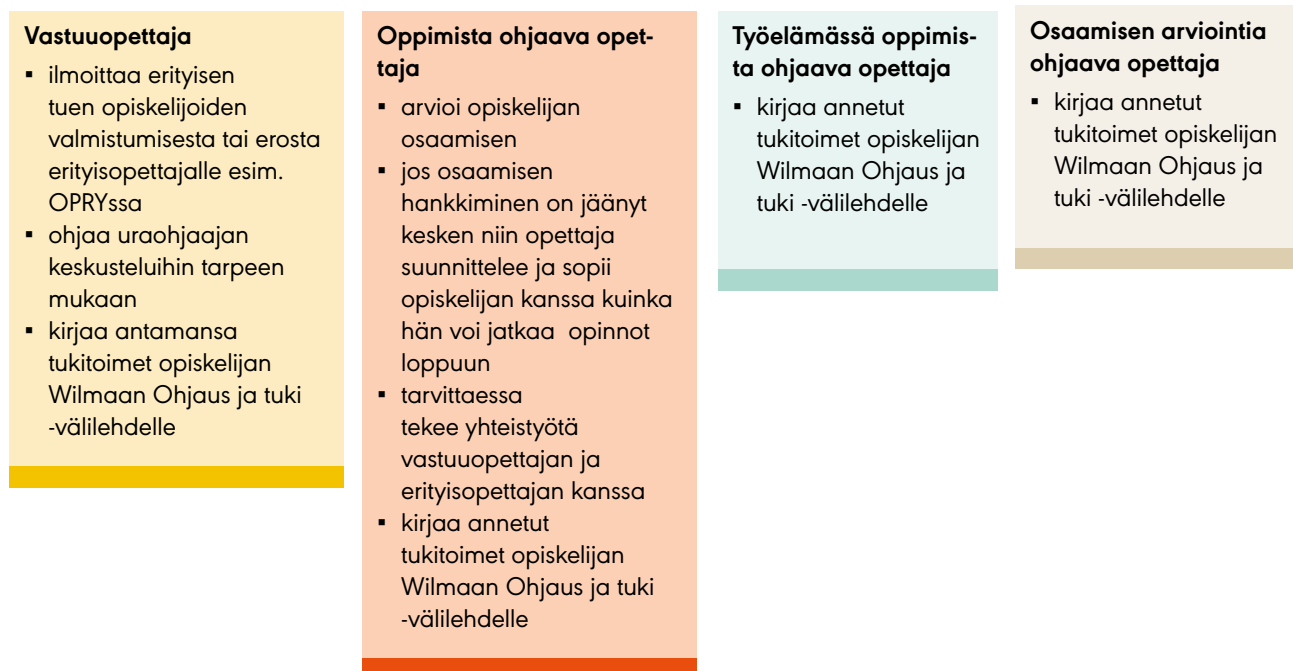 Vastuuopettaja
▪ ilmoittaa erityisen
tuen opiskelijoiden
valmistumisesta tai erosta
erityisopettajalle esim.
OPRYssa
▪ ohjaa uraohjaajan
keskusteluihin tarpeen
mukaan
▪ kirjaa antamansa
tukitoimet opiskelijan
Wilmaan Ohjaus ja tuki
-välilehdelle
Oppimista ohjaava opet-
taja
▪ arvioi opiskelijan
osaamisen
▪ jos osaamisen
hankkiminen on jäänyt
kesken niin opettaja
suunnittelee ja sopii
opiskelijan kanssa kuinka
hän voi jatkaa  opinnot
loppuun
▪ tarvittaessa
tekee yhteistyötä
vastuuopettajan ja
erityisopettajan kanssa
▪ kirjaa annetut
tukitoimet opiskelijan
Wilmaan Ohjaus ja tuki
-välilehdelle
Työelämässä oppimis-
ta ohjaava opettaja
▪ kirjaa annetut
tukitoimet opiskelijan
Wilmaan Ohjaus ja
tuki -välilehdelle
Osaamisen arviointia
ohjaava opettaja
▪ kirjaa annetut
tukitoimet opiskelijan
Wilmaan Ohjaus ja
tuki -välilehdelle